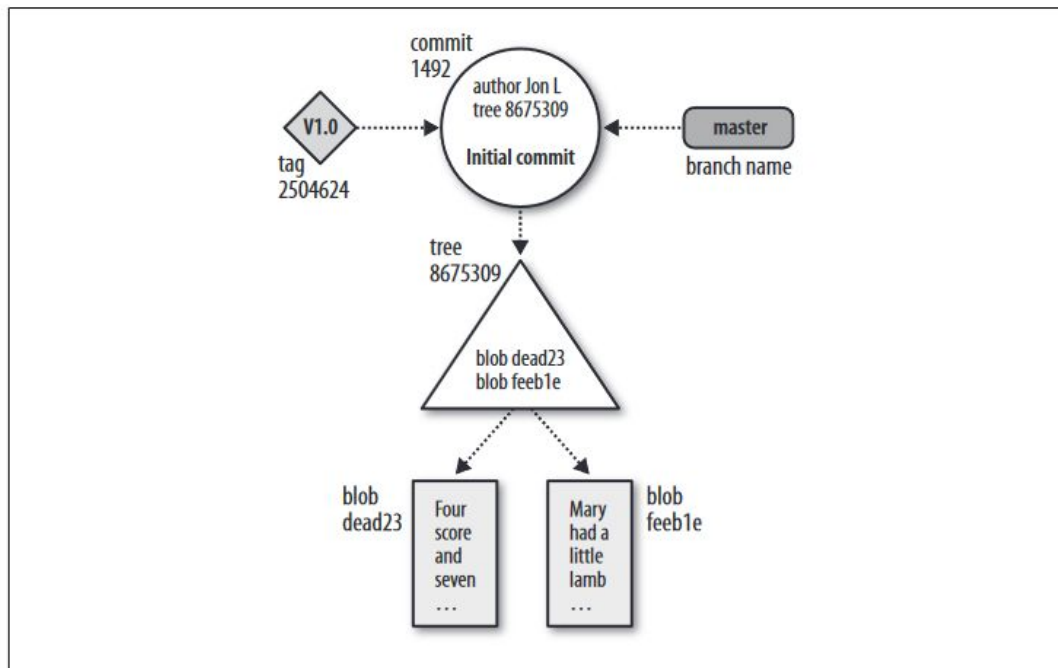 commit
1492
author Jon L
tree 8675309
Initial commit
V1.0
tag
2504624
master
branch name
tree
8675309
blob dead23
blob feeb1e
blob
dead23
Four
score
and
seven
...
Mary
had a
little
lamb
...
blob
feeb1e